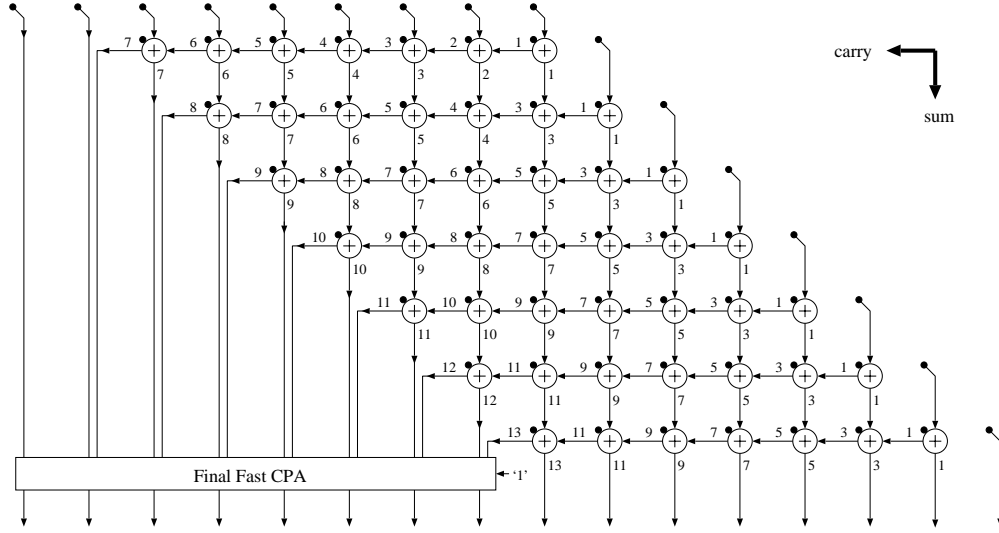 7 6 5 4 3 2 1
carry
7 6 5 4 3 2 1
sum
8 7 6 5 4 3 1
8 7 6 5 4 3 1
9 8 7 6 5 3 1
9 8 7 6 5 3 1
10 9 8 7 5 3 1
10 9 8 7 5 3 1
11 10 9 7 5 3 1
11 10 9 7 5 3 1
12 11 9 7 5 3 1
12 11 9 7 5 3 1
13 11 9 7 5 3 1
13 11 9 7 5 3 1
Final Fast CPA
'1'